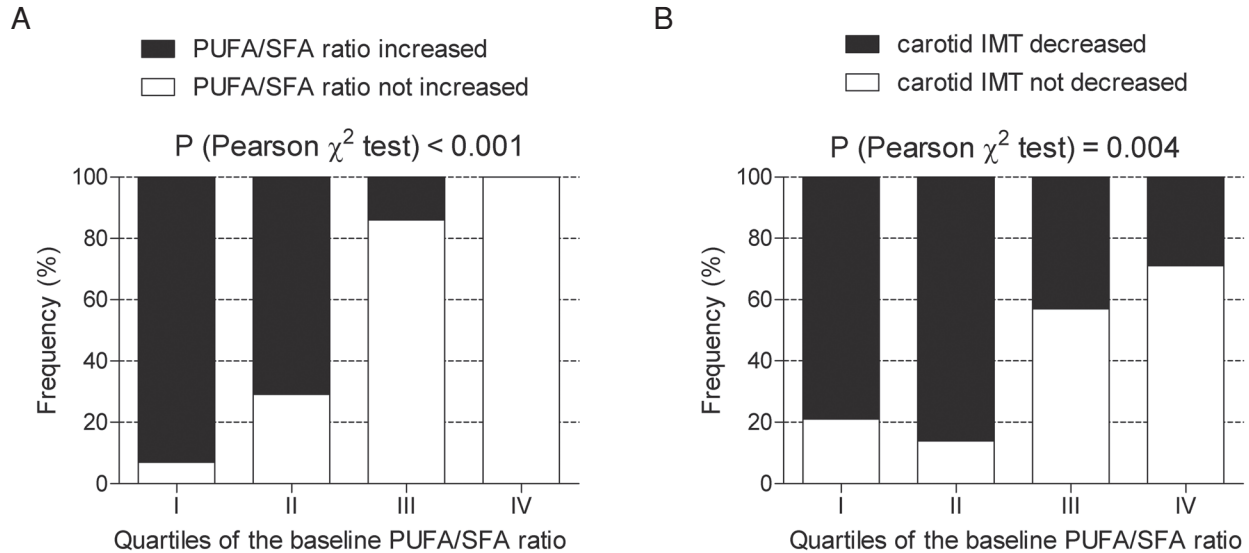 A
PUFA/SFA ratio increased
PUFA/SFA ratio not increased
P (Pearson χ² test) < 0.001
100
80
60
40
20
0
Frequency (%)
I II III IV
Quartiles of the baseline PUFA/SFA ratio
B
carotid IMT decreased
carotid IMT not decreased
P (Pearson χ² test) = 0.004
100
80
60
40
20
0
Frequency (%)
I II III IV
Quartiles of the baseline PUFA/SFA ratio